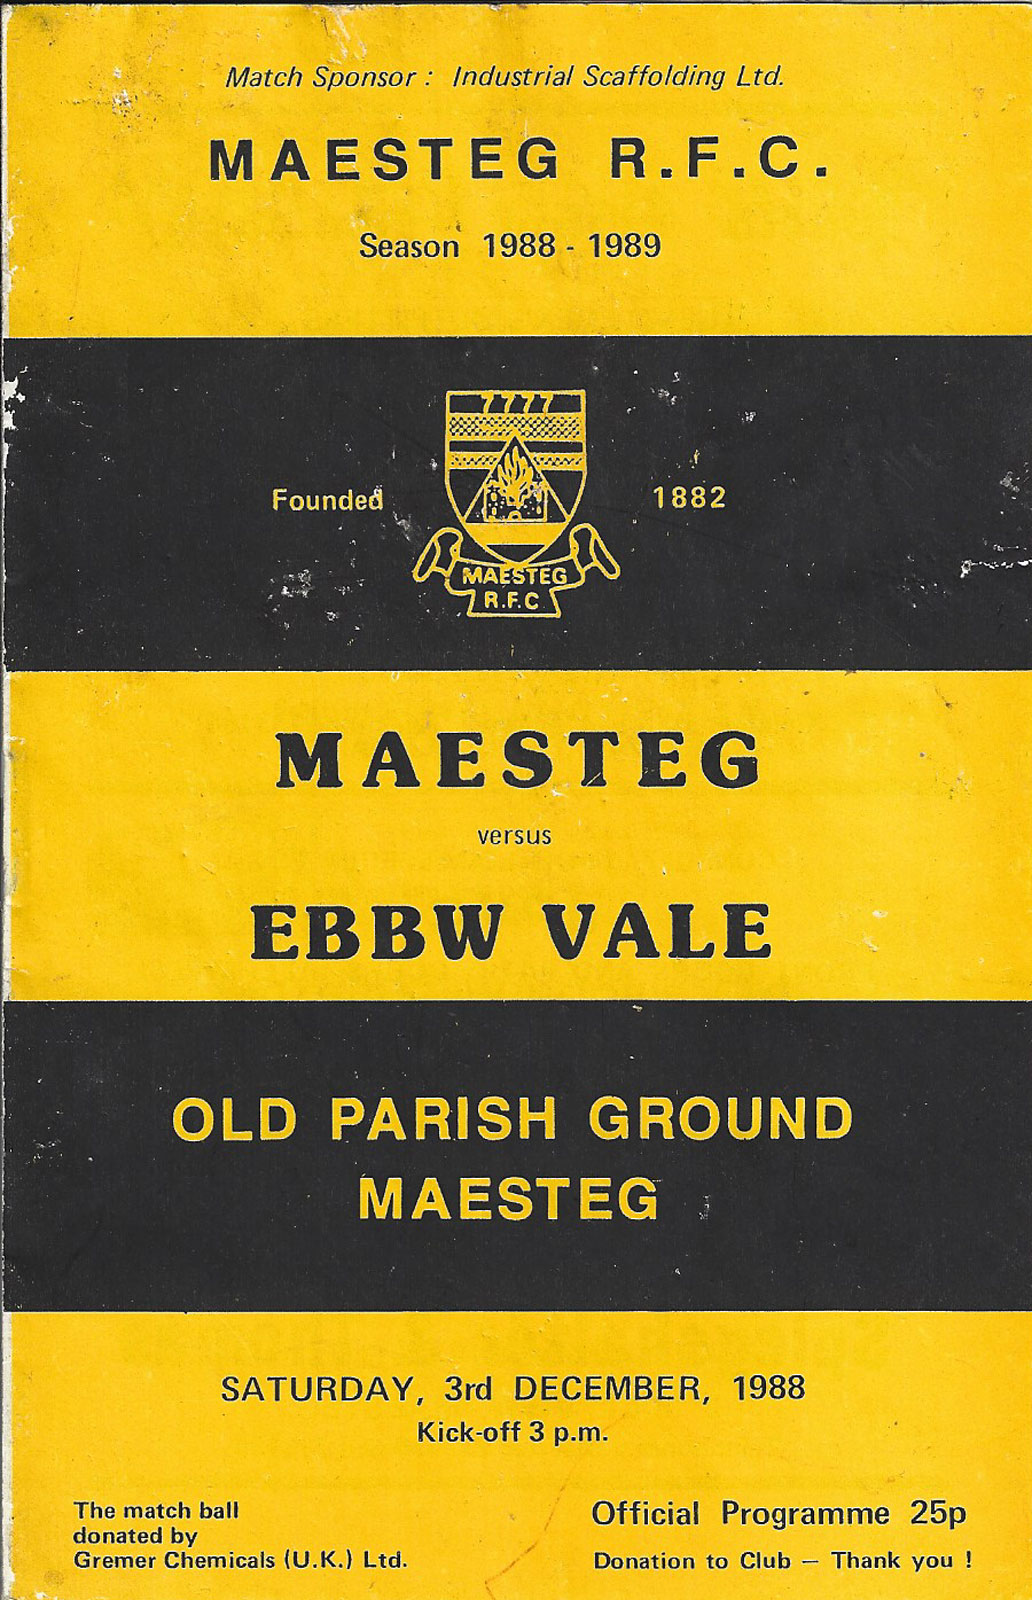 Match Sponsor : Industrial Scaffolding Ltd.
MAESTEG R.F.C.
Season 1988 - 1989
Founded
1882
MAESTEG
R.F.C
MAESTEG
versus
EBBW VALE
OLD PARISH GROUND
MAESTEG
SATURDAY, 3rd DECEMBER, 1988
Kick-off 3 p.m.
The match ball
donated by
Gremer Chemicals (U.K.) Ltd.
Official Programme 25p
Donation to Club — Thank you !